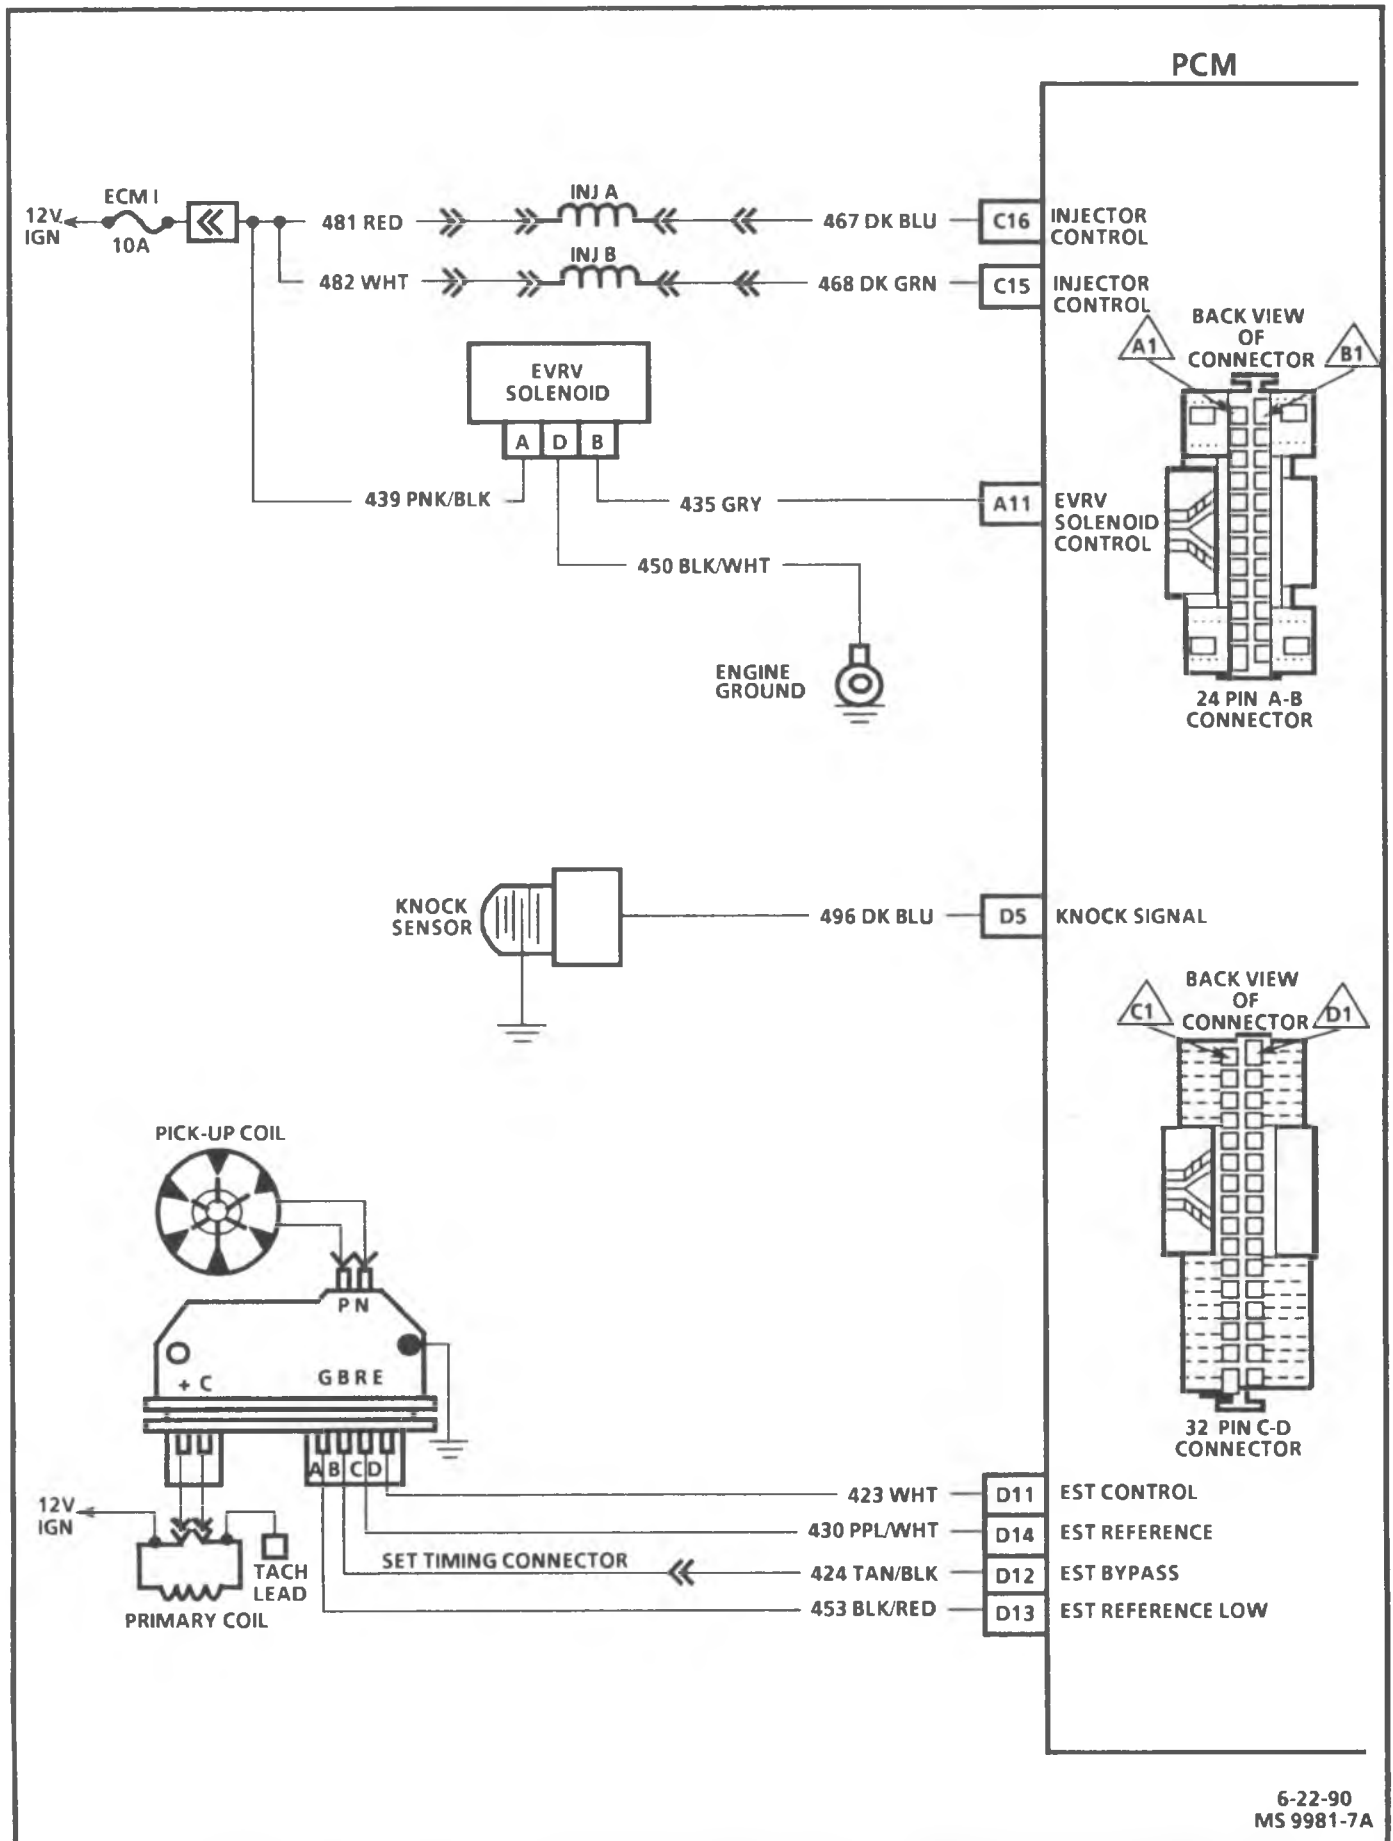 PCM
ECM I
12V
IGN
10A
481 RED
INJ A
467 DK BLU
C16
INJECTOR
CONTROL
482 WHT
INJ B
468 DK GRN
C15
INJECTOR
CONTROL
BACK VIEW
OF
CONNECTOR
A1
B1
EVRV
SOLENOID
A D B
439 PNK/BLK
435 GRY
A11
EVRV
SOLENOID
CONTROL
450 BLK/WHT
ENGINE
GROUND
24 PIN A-B
CONNECTOR
KNOCK
SENSOR
496 DK BLU
D5
KNOCK SIGNAL
BACK VIEW
OF
CONNECTOR
C1
D1
PICK-UP COIL
P N
+ C
G B R E
32 PIN C-D
CONNECTOR
A B C D
12V
IGN
423 WHT
D11
EST CONTROL
430 PPL/WHT
D14
EST REFERENCE
SET TIMING CONNECTOR
424 TAN/BLK
D12
EST BYPASS
TACH
LEAD
453 BLK/RED
D13
EST REFERENCE LOW
PRIMARY COIL
6-22-90
MS 9981-7A